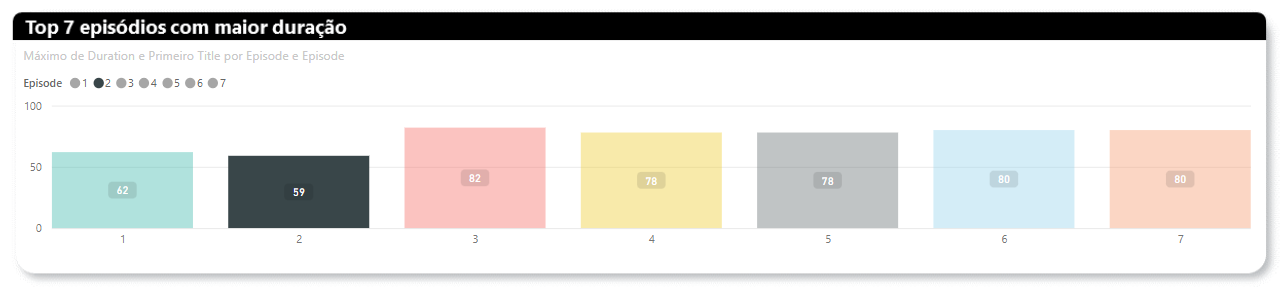 Top 7 episódios com maior duração
Máximo de Duration e Primeiro Title por Episode e Episode
Episode 1 2 3 4 5 6 7
100
50
0
62 59 82 78 78 80 80
1 2 3 4 5 6 7